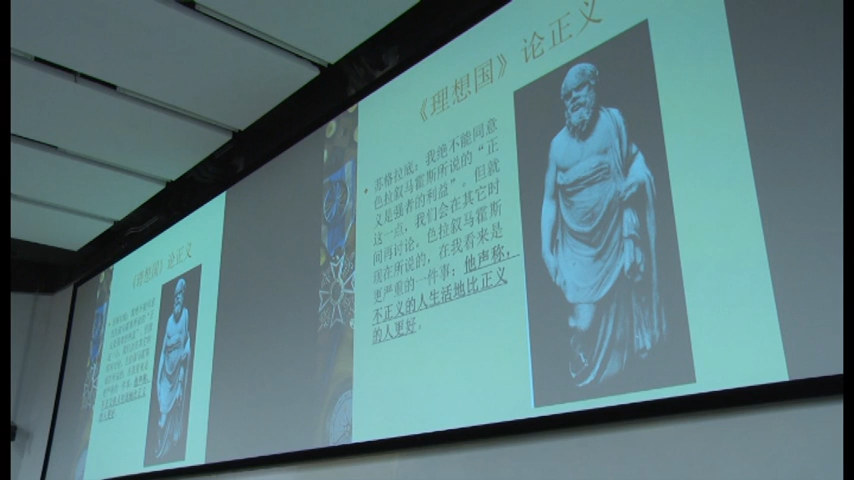 《理想国》论正义
• 苏格拉底：我绝不能同意
色拉叙马霍斯所说的“正
义是强者的利益”。但就
这一点，我们会在其它时
间再讨论，色拉叙马霍斯
现在所说的，在我看来是
更严重的一件事：他声称，
不正义的人生活地比正义
的人更好。
《理想国》论正义